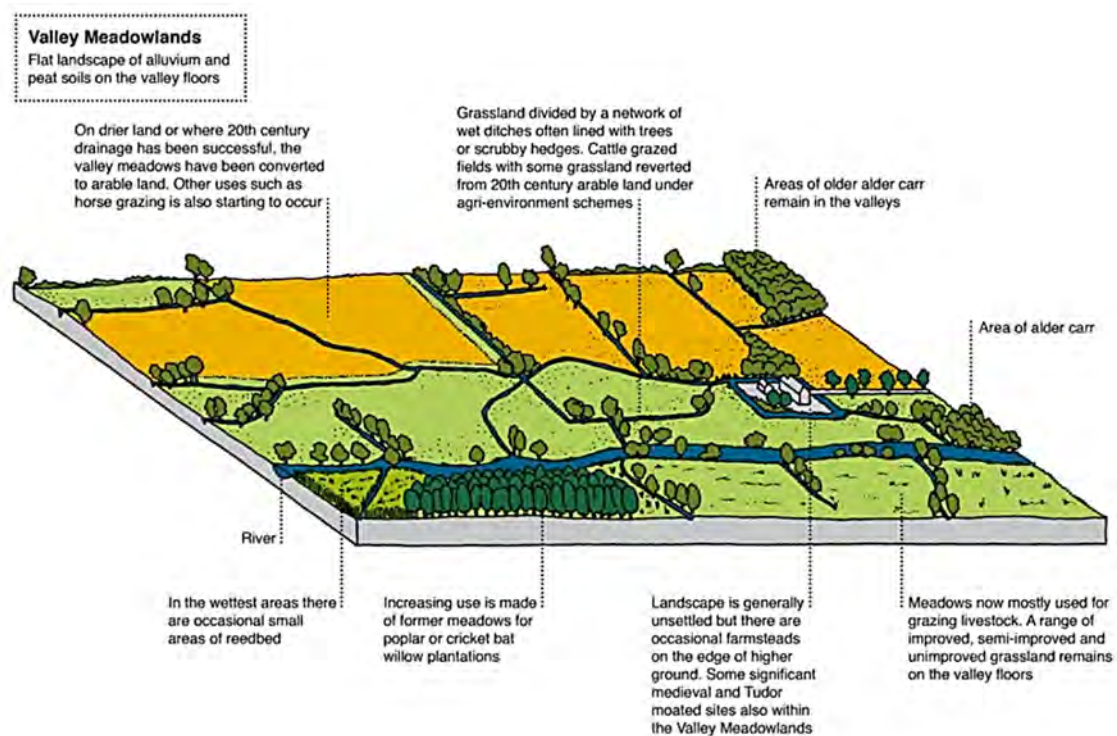 Valley Meadowlands
Flat landscape of alluvium and
peat soils on the valley floors
On drier land or where 20th century
drainage has been successful, the
valley meadows have been converted
to arable land. Other uses such as
horse grazing is also starting to occur
Grassland divided by a network of
wet ditches often lined with trees
or scrubby hedges. Cattle grazed
fields with some grassland reverted
from 20th century arable land under
agri-environment schemes
Areas of older alder carr
remain in the valleys
Area of alder carr
River
In the wettest areas there
are occasional small
areas of reedbed
Increasing use is made
of former meadows for
poplar or cricket bat
willow plantations
Landscape is generally
unsettled but there are
occasional farmsteads
on the edge of higher
ground. Some significant
medieval and Tudor
moated sites also within
the Valley Meadowlands
Meadows now mostly used for
grazing livestock. A range of
improved, semi-improved and
unimproved grassland remains
on the valley floors